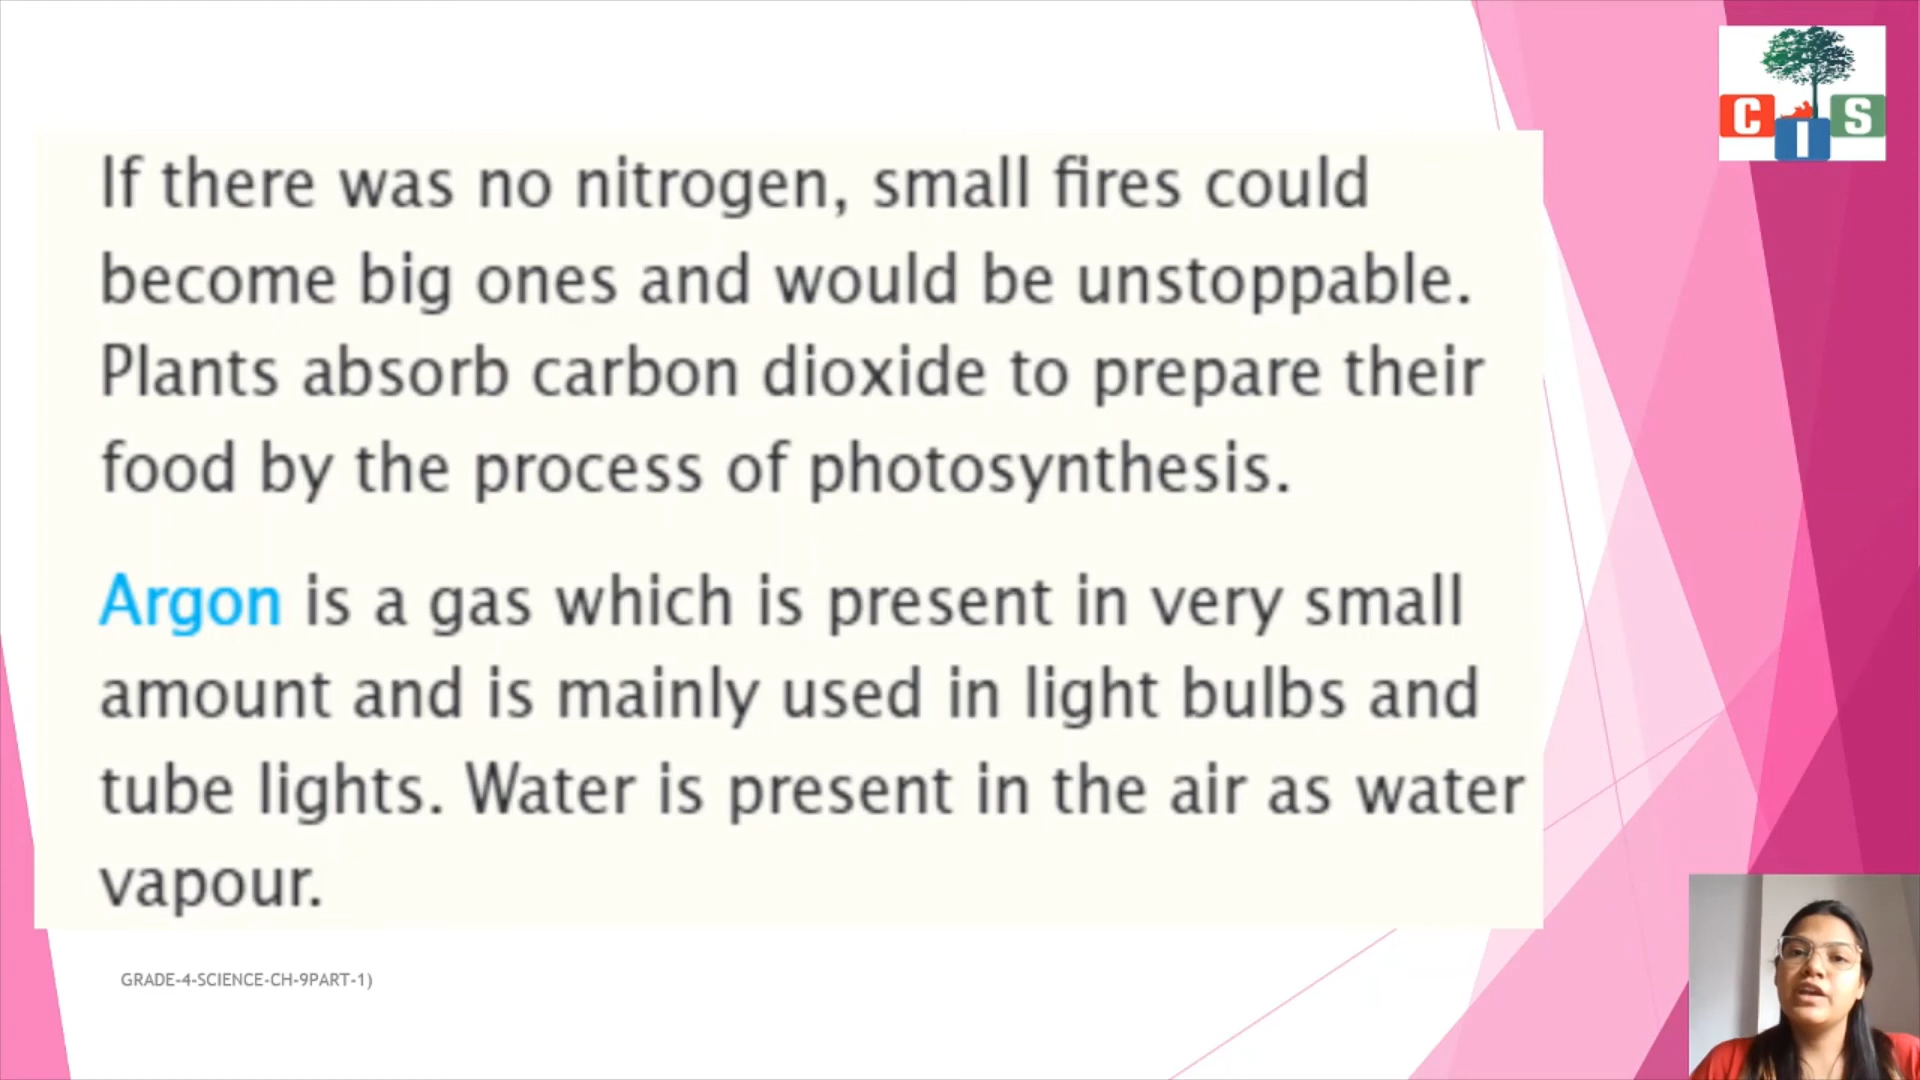 C I S
If there was no nitrogen, small fires could
become big ones and would be unstoppable.
Plants absorb carbon dioxide to prepare their
food by the process of photosynthesis.
Argon is a gas which is present in very small
amount and is mainly used in light bulbs and
tube lights. Water is present in the air as water
vapour.
GRADE-4-SCIENCE-CH-9PART-1)